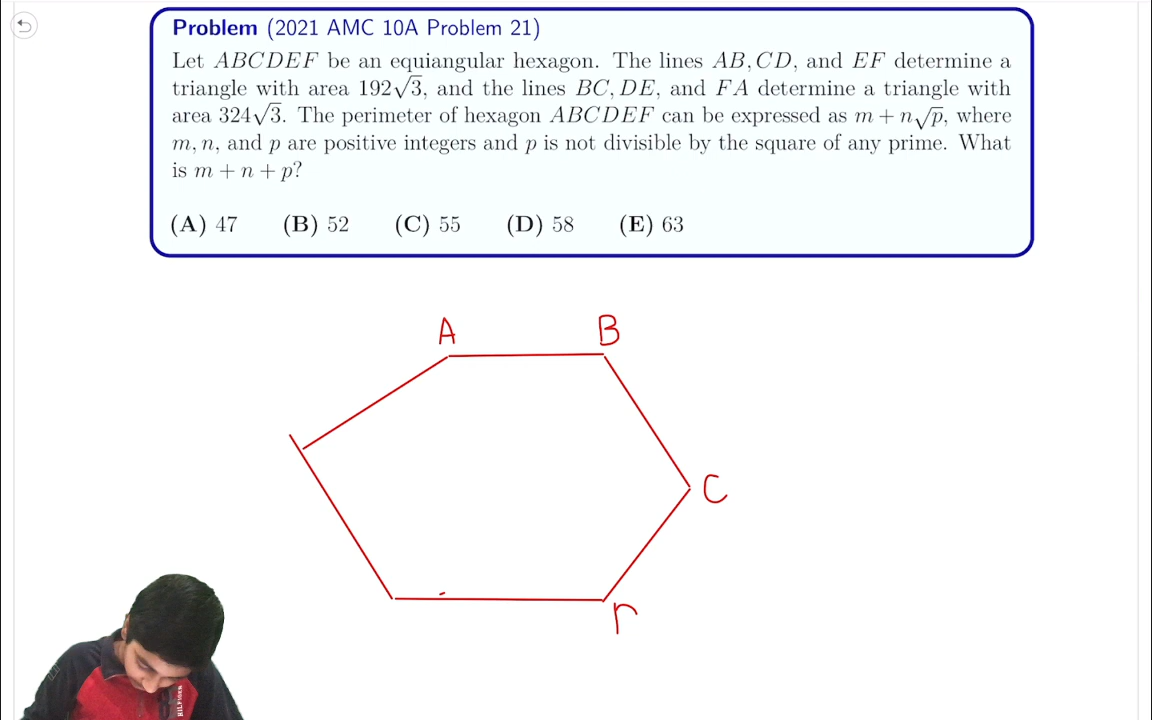 Problem (2021 AMC 10A Problem 21)
Let ABCDEF be an equiangular hexagon. The lines AB, CD, and EF determine a
triangle with area 192√3, and the lines BC, DE, and FA determine a triangle with
area 324√3. The perimeter of hexagon ABCDEF can be expressed as m + n√p, where
m, n, and p are positive integers and p is not divisible by the square of any prime. What
is m + n + p?
(A) 47 (B) 52 (C) 55 (D) 58 (E) 63
A B
C